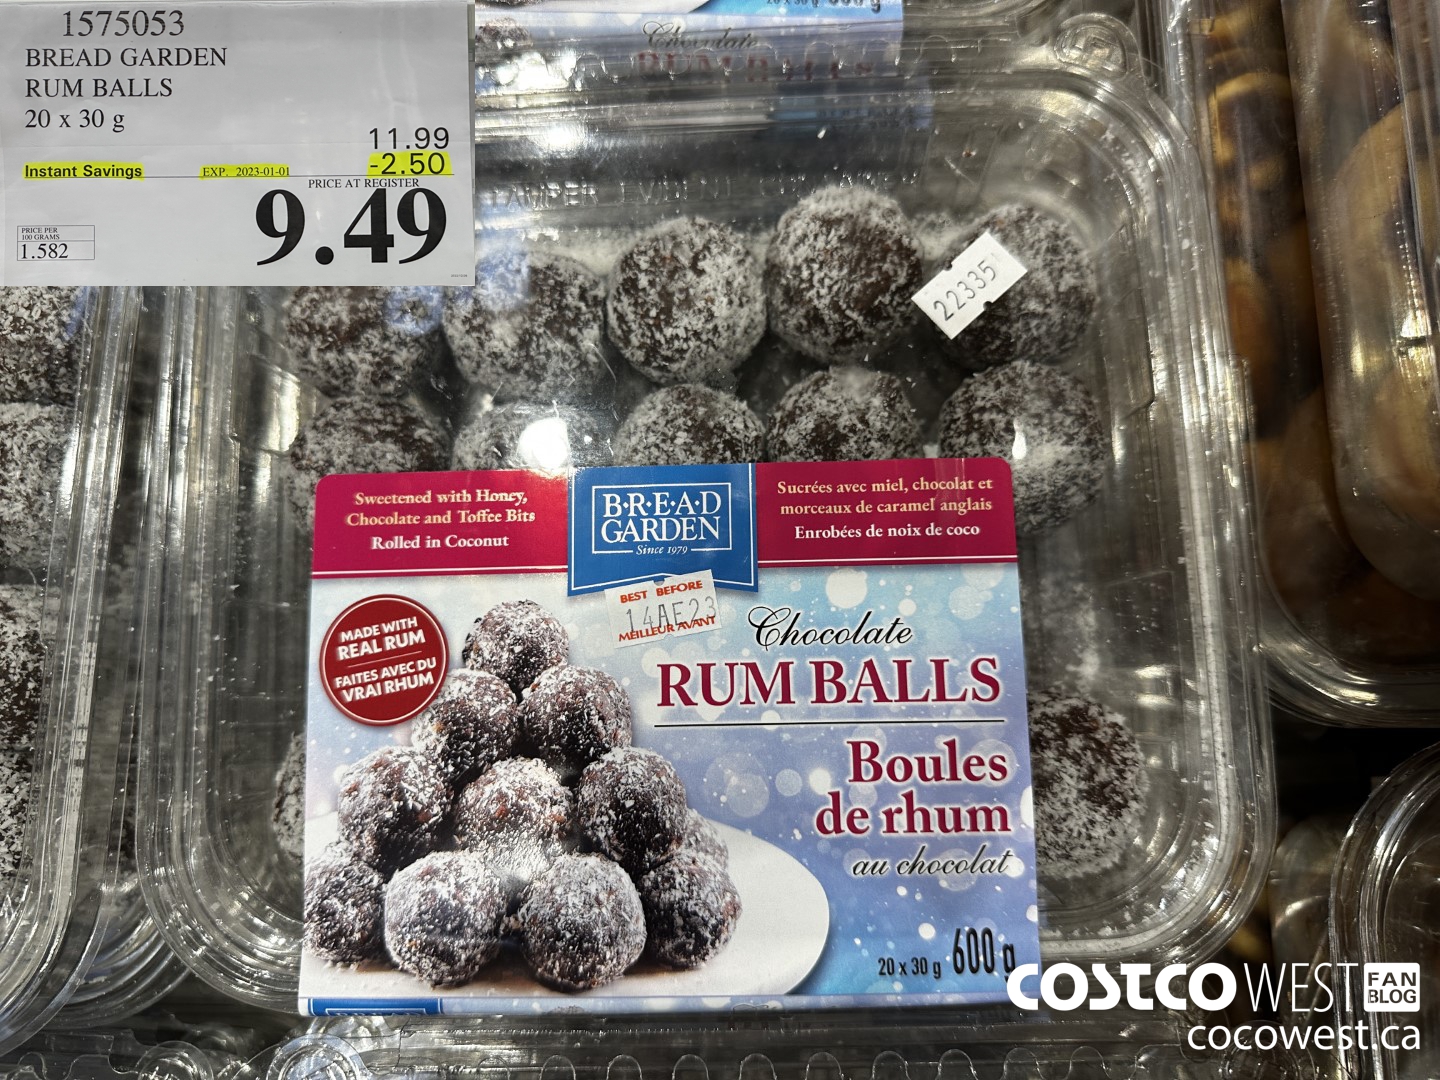 1575053
BREAD GARDEN
RUM BALLS
20 x 30 g
11.99
Instant Savings
EXP. 2023-01-01
-2.50
PRICE AT REGISTER
9.49
PRICE PER
100 GRAMS
1.582
Chocolate
RUM BALLS
22335
Sweetened with Honey,
Chocolate and Toffee Bits
Rolled in Coconut
B·R·E·A·D
GARDEN
Since 1979
Sucrées avec miel, chocolat et
morceaux de caramel anglais
Enrobées de noix de coco
BEST BEFORE
14AE23
MEILLEUR AVANT
MADE WITH
REAL RUM
FAITES AVEC DU
VRAI RHUM
Chocolate
RUM BALLS
Boules
de rhum
au chocolat
20 x 30 g 600 g
COSTCO WEST FAN BLOG
cocowest.ca